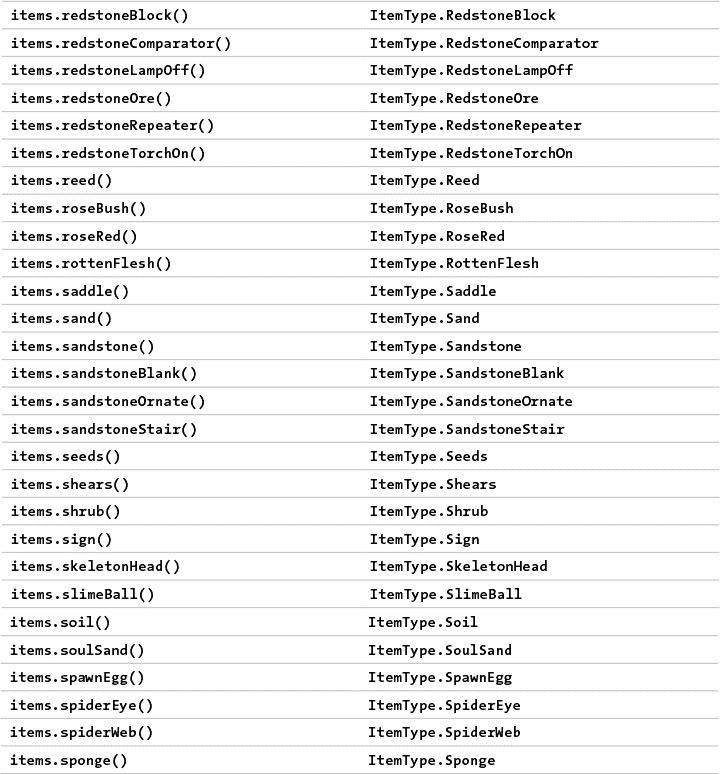 items.redstoneBlock() ItemType.RedstoneBlock
items.redstoneComparator() ItemType.RedstoneComparator
items.redstoneLampOff() ItemType.RedstoneLampOff
items.redstoneOre() ItemType.RedstoneOre
items.redstoneRepeater() ItemType.RedstoneRepeater
items.redstoneTorchOn() ItemType.RedstoneTorchOn
items.reed() ItemType.Reed
items.roseBush() ItemType.RoseBush
items.roseRed() ItemType.RoseRed
items.rottenFlesh() ItemType.RottenFlesh
items.saddle() ItemType.Saddle
items.sand() ItemType.Sand
items.sandstone() ItemType.Sandstone
items.sandstoneBlank() ItemType.SandstoneBlank
items.sandstoneOrnate() ItemType.SandstoneOrnate
items.sandstoneStair() ItemType.SandstoneStair
items.seeds() ItemType.Seeds
items.shears() ItemType.Shears
items.shrub() ItemType.Shrub
items.sign() ItemType.Sign
items.skeletonHead() ItemType.SkeletonHead
items.slimeBall() ItemType.SlimeBall
items.soil() ItemType.Soil
items.soulSand() ItemType.SoulSand
items.spawnEgg() ItemType.SpawnEgg
items.spiderEye() ItemType.SpiderEye
items.spiderWeb() ItemType.SpiderWeb
items.sponge() ItemType.Sponge